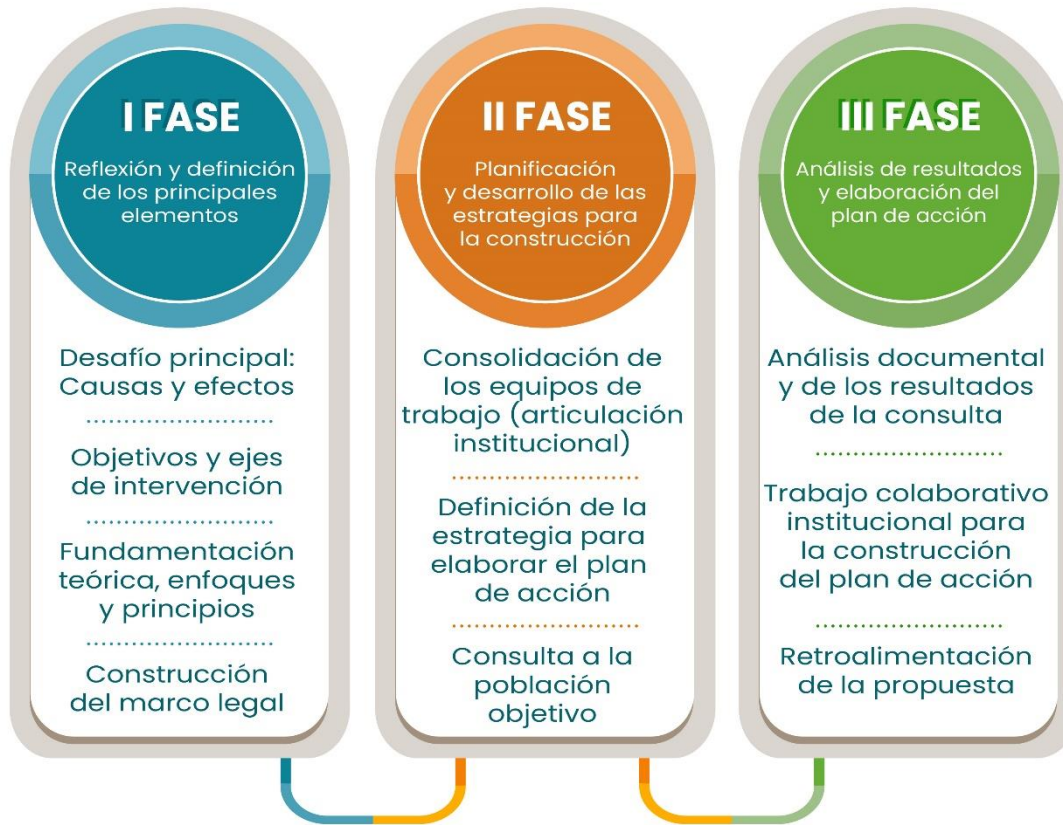 I FASE
Reflexión y definición
de los principales
elementos
Desafío principal:
Causas y efectos
Objetivos y ejes
de intervención
Fundamentación
teórica, enfoques
y principios
Construcción
del marco legal
II FASE
Planificación
y desarrollo de las
estrategias para
la construcción
Consolidación de
los equipos de
trabajo (articulación
institucional)
Definición de la
estrategia para
elaborar el plan
de acción
Consulta a la
población
objetivo
III FASE
Análisis de resultados
y elaboración del
plan de acción
Análisis documental
y de los resultados
de la consulta
Trabajo colaborativo
institucional para
la construcción
del plan de acción
Retroalimentación
de la propuesta